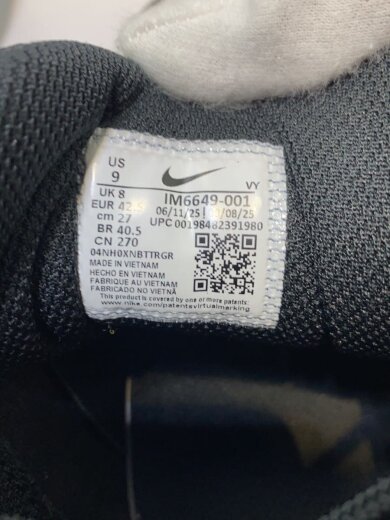 US
9
VY
UK 8
IM6649-001
EUR
06/11/25
/08/25
cm 27
UPC 00198482391980
BR 40.5
CN 270
04NH0XNBTTRGR
MADE IN VIETNAM
HECHO EN VIETNAM
FABRIQUE AU VIETNAM
FABRICADO NO VIETNÃ
This product is covered by one or more patents:
www.nike.com/patentsvirtualmarking